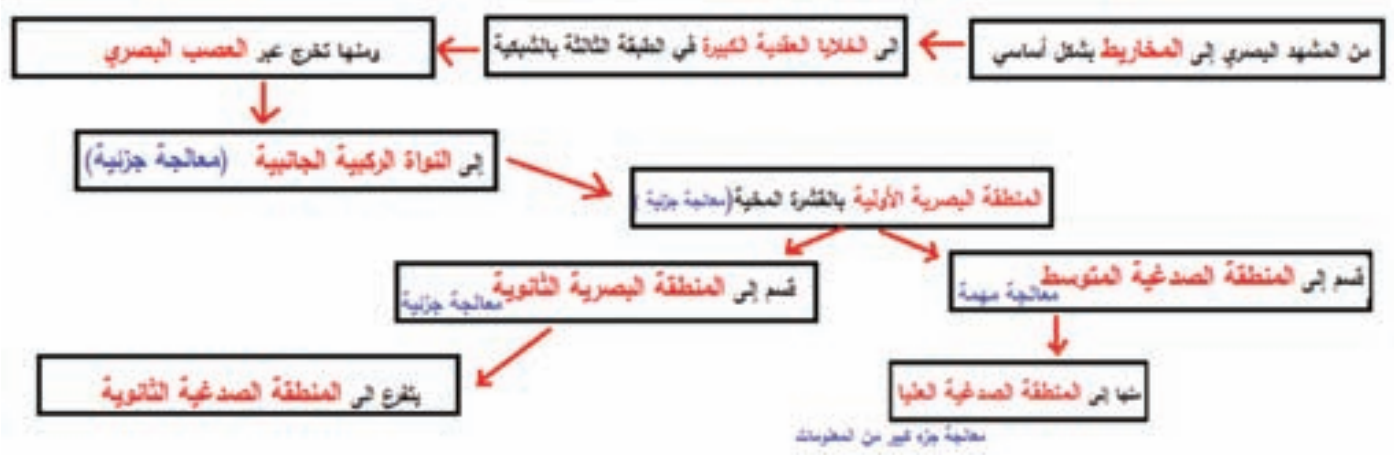 من المشهد البصري إلى المخاريط بشكل أساسي
الى الخلايا العقدية الكبيرة في الطبقة الثالثة بالشبكية
ومنها تخرج عبر العصب البصري
إلى النواة الركبية الجانبية (معالجة جزئية)
المنطقة البصرية الأولية بالقشرة المخية (معالجة جزئية)
قسم إلى المنطقة الصدغية المتوسط
معالجة مهمة
قسم إلى المنطقة البصرية الثانوية
معالجة جزئية
منها إلى المنطقة الصدغية العليا
معالجة جزء كبير من المعلومات
يتفرع الى المنطقة الصدغية الثانوية